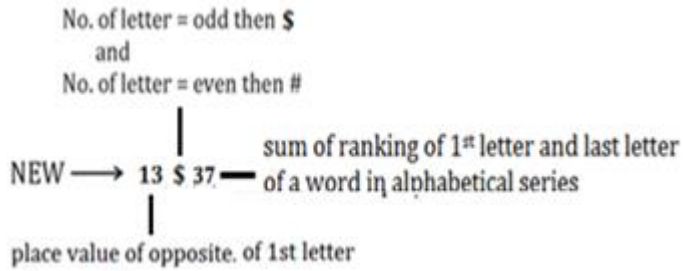 No. of letter = odd then $
and
No. of letter = even then #
NEW → 13 $ 37
sum of ranking of 1st letter and last letter
of a word in alphabetical series
place value of opposite. of 1st letter